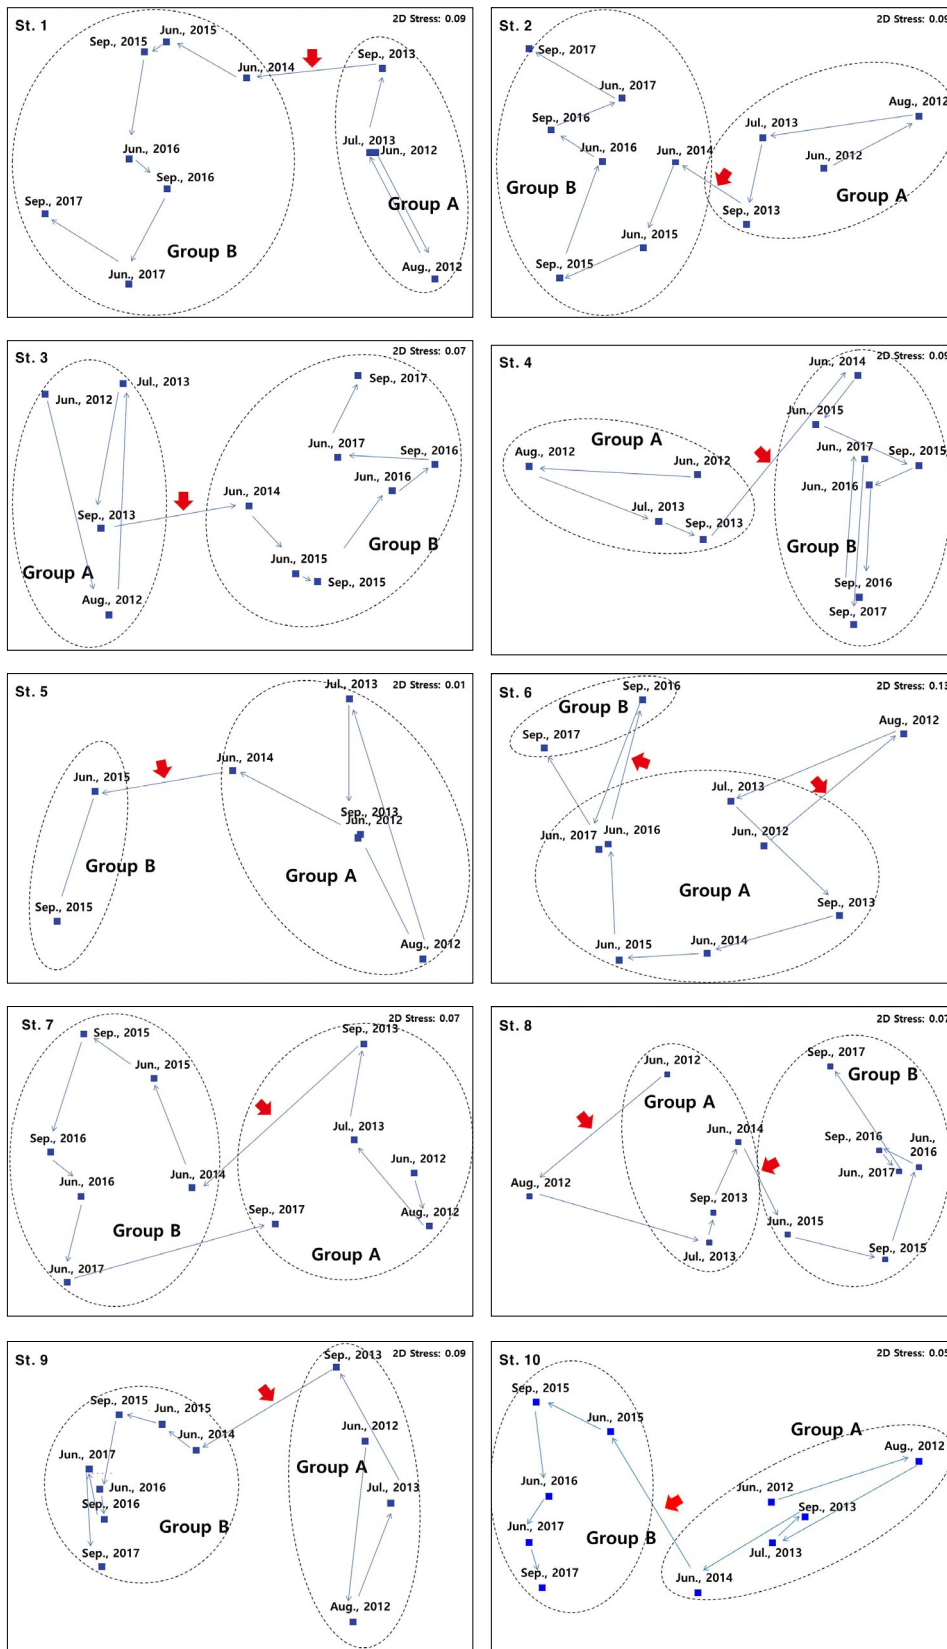 St. 1
2D Stress: 0.09
Jun., 2015
Sep., 2015
Jun., 2014
Sep., 2013
Jul., 2013
Jun., 2012
Jun., 2016
Sep., 2016
Sep., 2017
Group A
Group B
Aug., 2012
Jun., 2017
St. 2
2D Stress: 0.09
Sep., 2017
Jun., 2017
Aug., 2012
Sep., 2016
Jul., 2013
Jun., 2016
Jun., 2014
Jun., 2012
Group B
Group A
Sep., 2013
Jun., 2015
Sep., 2015
St. 3
2D Stress: 0.07
Jul., 2013
Sep., 2017
Jun., 2012
Jun., 2017
Sep., 2016
Jun., 2016
Jun., 2014
Sep., 2013
Group B
Group A
Jun., 2015
Sep., 2015
Aug., 2012
St. 4
2D Stress: 0.09
Jun., 2014
Jun., 2015
Group A
Aug., 2012
Jun., 2012
Jun., 2017
Sep., 2015
Jun., 2016
Jul., 2013
Sep., 2013
Group B
Sep., 2016
Sep., 2017
St. 5
2D Stress: 0.01
Jul., 2013
Jun., 2014
Jun., 2015
Sep., 2013
Jun., 2012
Group B
Group A
Sep., 2015
Aug., 2012
St. 6
2D Stress: 0.13
Sep., 2016
Group B
Aug., 2012
Sep., 2017
Jul., 2013
Jun., 2017
Jun., 2016
Jun., 2012
Group A
Sep., 2013
Jun., 2015
Jun., 2014
St. 7
2D Stress: 0.07
Sep., 2013
Sep., 2015
Jun., 2015
Jul., 2013
Sep., 2016
Jun., 2012
Jun., 2016
Jun., 2014
Sep., 2017
Aug., 2012
Group B
Group A
Jun., 2017
St. 8
2D Stress: 0.07
Jun., 2012
Sep., 2017
Group B
Group A
Jun., 2014
Sep., 2016
Jun., 2016
Jun., 2017
Aug., 2012
Sep., 2013
Jun., 2015
Jul., 2013
Sep., 2015
St. 9
2D Stress: 0.09
Sep., 2013
Sep., 2015
Jun., 2015
Jun., 2014
Jun., 2012
Jun., 2017
Group A
Jun., 2016
Jul., 2013
Sep., 2016
Group B
Sep., 2017
Aug., 2012
St. 10
2D Stress: 0.05
Sep., 2015
Jun., 2015
Group A
Aug., 2012
Jun., 2016
Jun., 2012
Sep., 2013
Jun., 2017
Group B
Jul., 2013
Sep., 2017
Jun., 2014